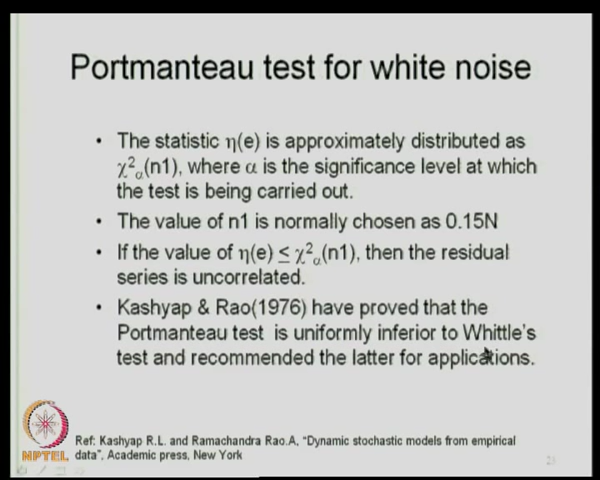 Portmanteau test for white noise
• The statistic η(e) is approximately distributed as
χ²α(n1), where α is the significance level at which
the test is being carried out.
• The value of n1 is normally chosen as 0.15N
• If the value of η(e) ≤ χ²α(n1), then the residual
series is uncorrelated.
• Kashyap & Rao(1976) have proved that the
Portmanteau test is uniformly inferior to Whittle's
test and recommended the latter for applications.
Ref: Kashyap R.L. and Ramachandra Rao.A, "Dynamic stochastic models from empirical
data", Academic press, New York
NPTEL